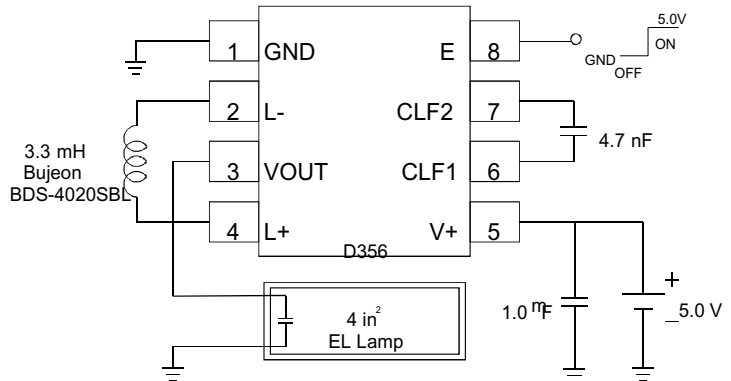 1 GND
2 L-
3 VOUT
4 L+
E 8
CLF2 7
CLF1 6
V+ 5
D356
3.3 mH
Bujeon
BDS-4020SBL
5.0V
ON
GND
OFF
4.7 nF
4 in²
EL Lamp
1.0 mF
+
_5.0 V